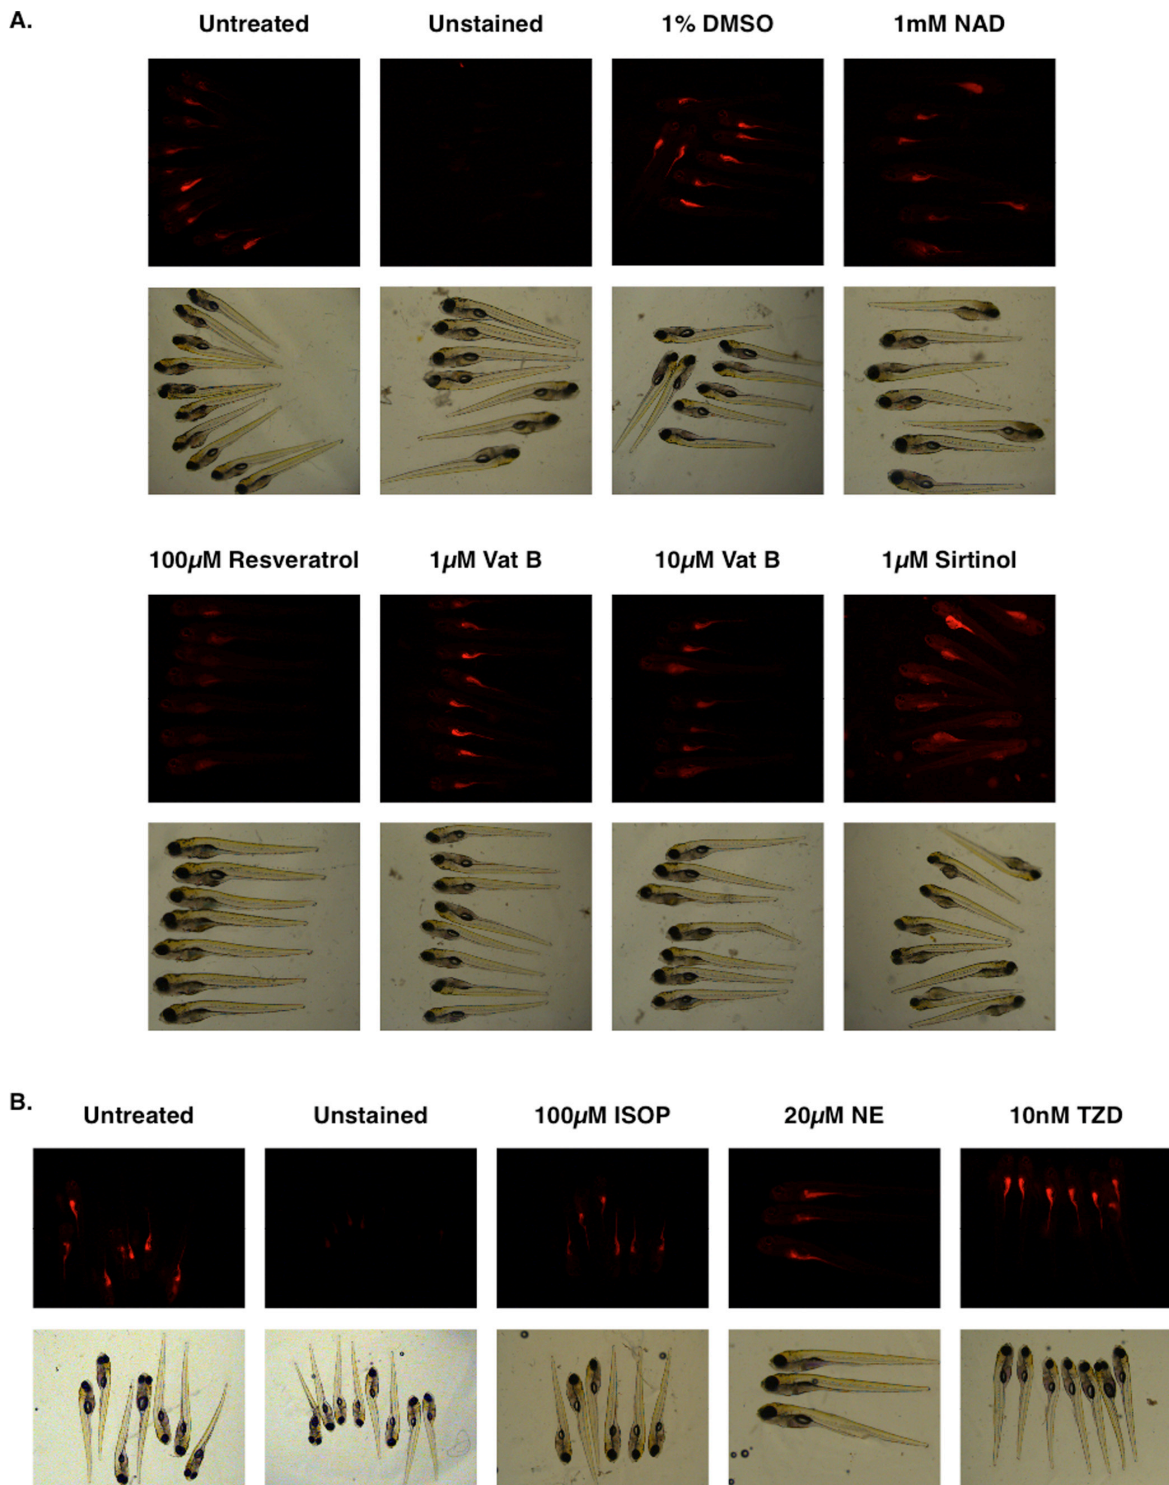 A.
Untreated Unstained 1% DMSO 1mM NAD
100µM Resveratrol 1µM Vat B 10µM Vat B 1µM Sirtinol
B.
Untreated Unstained 100µM ISOP 20µM NE 10nM TZD